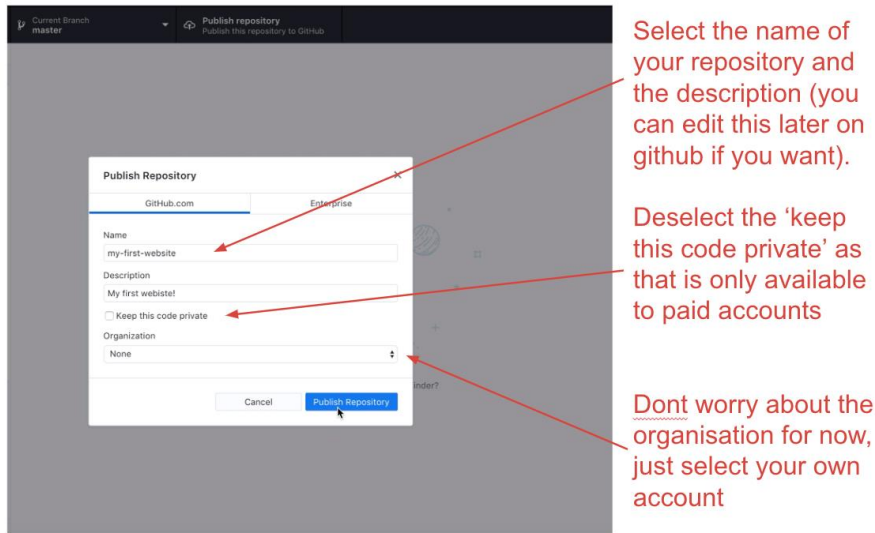 Current Branch
master
Publish repository
Publish this repository to GitHub
Publish Repository
GitHub.com
Enterprise
Name
my-first-website
Description
My first webiste!
Keep this code private
Organization
None
inder?
Cancel
Publish Repository
Select the name of
your repository and
the description (you
can edit this later on
github if you want).
Deselect the ‘keep
this code private’ as
that is only available
to paid accounts
Dont worry about the
organisation for now,
just select your own
account